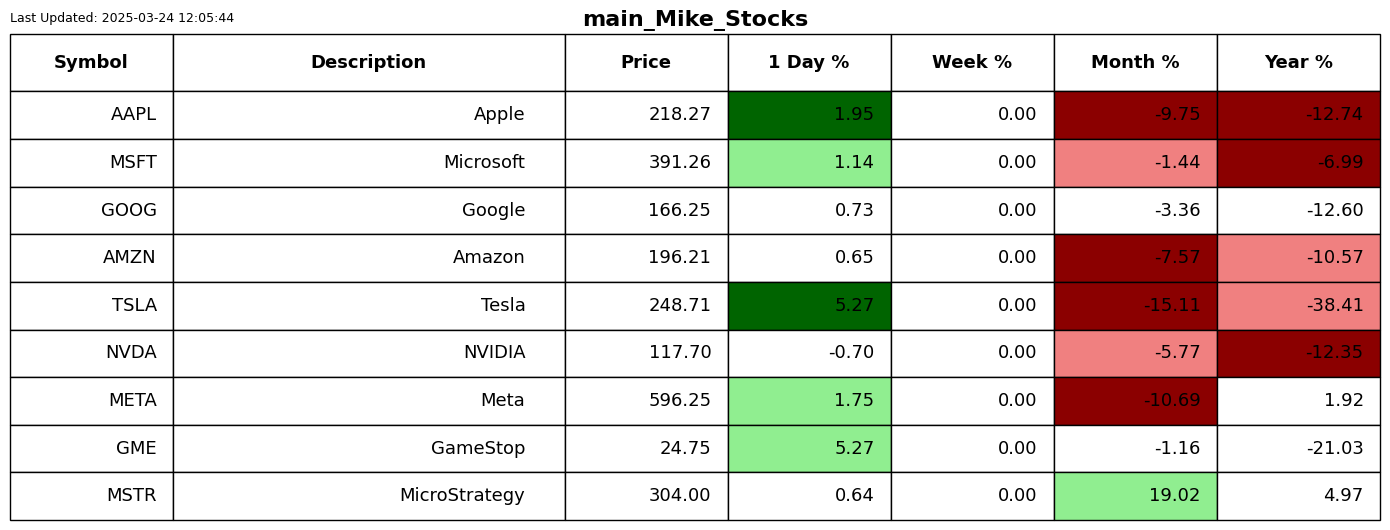 Last Updated: 2025-03-24 12:05:44
main_Mike_Stocks
Symbol Description Price 1 Day % Week % Month % Year %
AAPL Apple 218.27 1.95 0.00 -9.75 -12.74
MSFT Microsoft 391.26 1.14 0.00 -1.44 -6.99
GOOG Google 166.25 0.73 0.00 -3.36 -12.60
AMZN Amazon 196.21 0.65 0.00 -7.57 -10.57
TSLA Tesla 248.71 5.27 0.00 -15.11 -38.41
NVDA NVIDIA 117.70 -0.70 0.00 -5.77 -12.35
META Meta 596.25 1.75 0.00 -10.69 1.92
GME GameStop 24.75 5.27 0.00 -1.16 -21.03
MSTR MicroStrategy 304.00 0.64 0.00 19.02 4.97